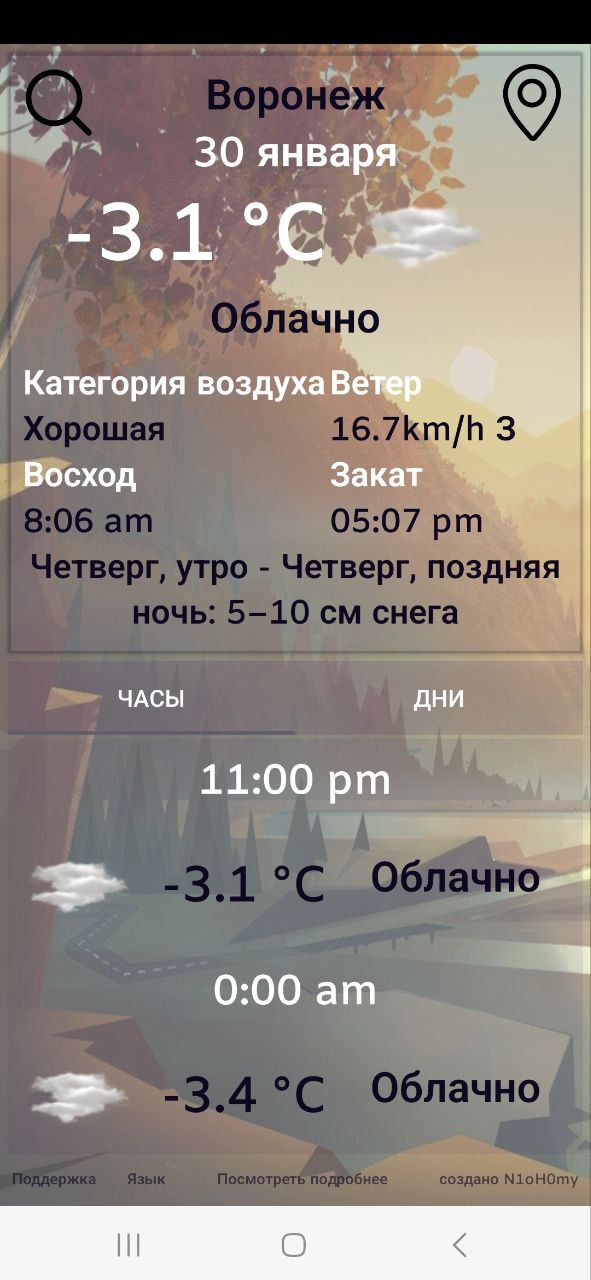 Воронеж
30 января
-3.1 °C
Облачно
Категория воздуха Ветер
Хорошая 16.7km/h З
Восход Закат
8:06 am 05:07 pm
Четверг, утро - Четверг, поздняя
ночь: 5–10 см снега
ЧАСЫ ДНИ
11:00 pm
-3.1 °C Облачно
0:00 am
-3.4 °C Облачно
Поддержка Язык Посмотреть подробнее создано N1oH0my